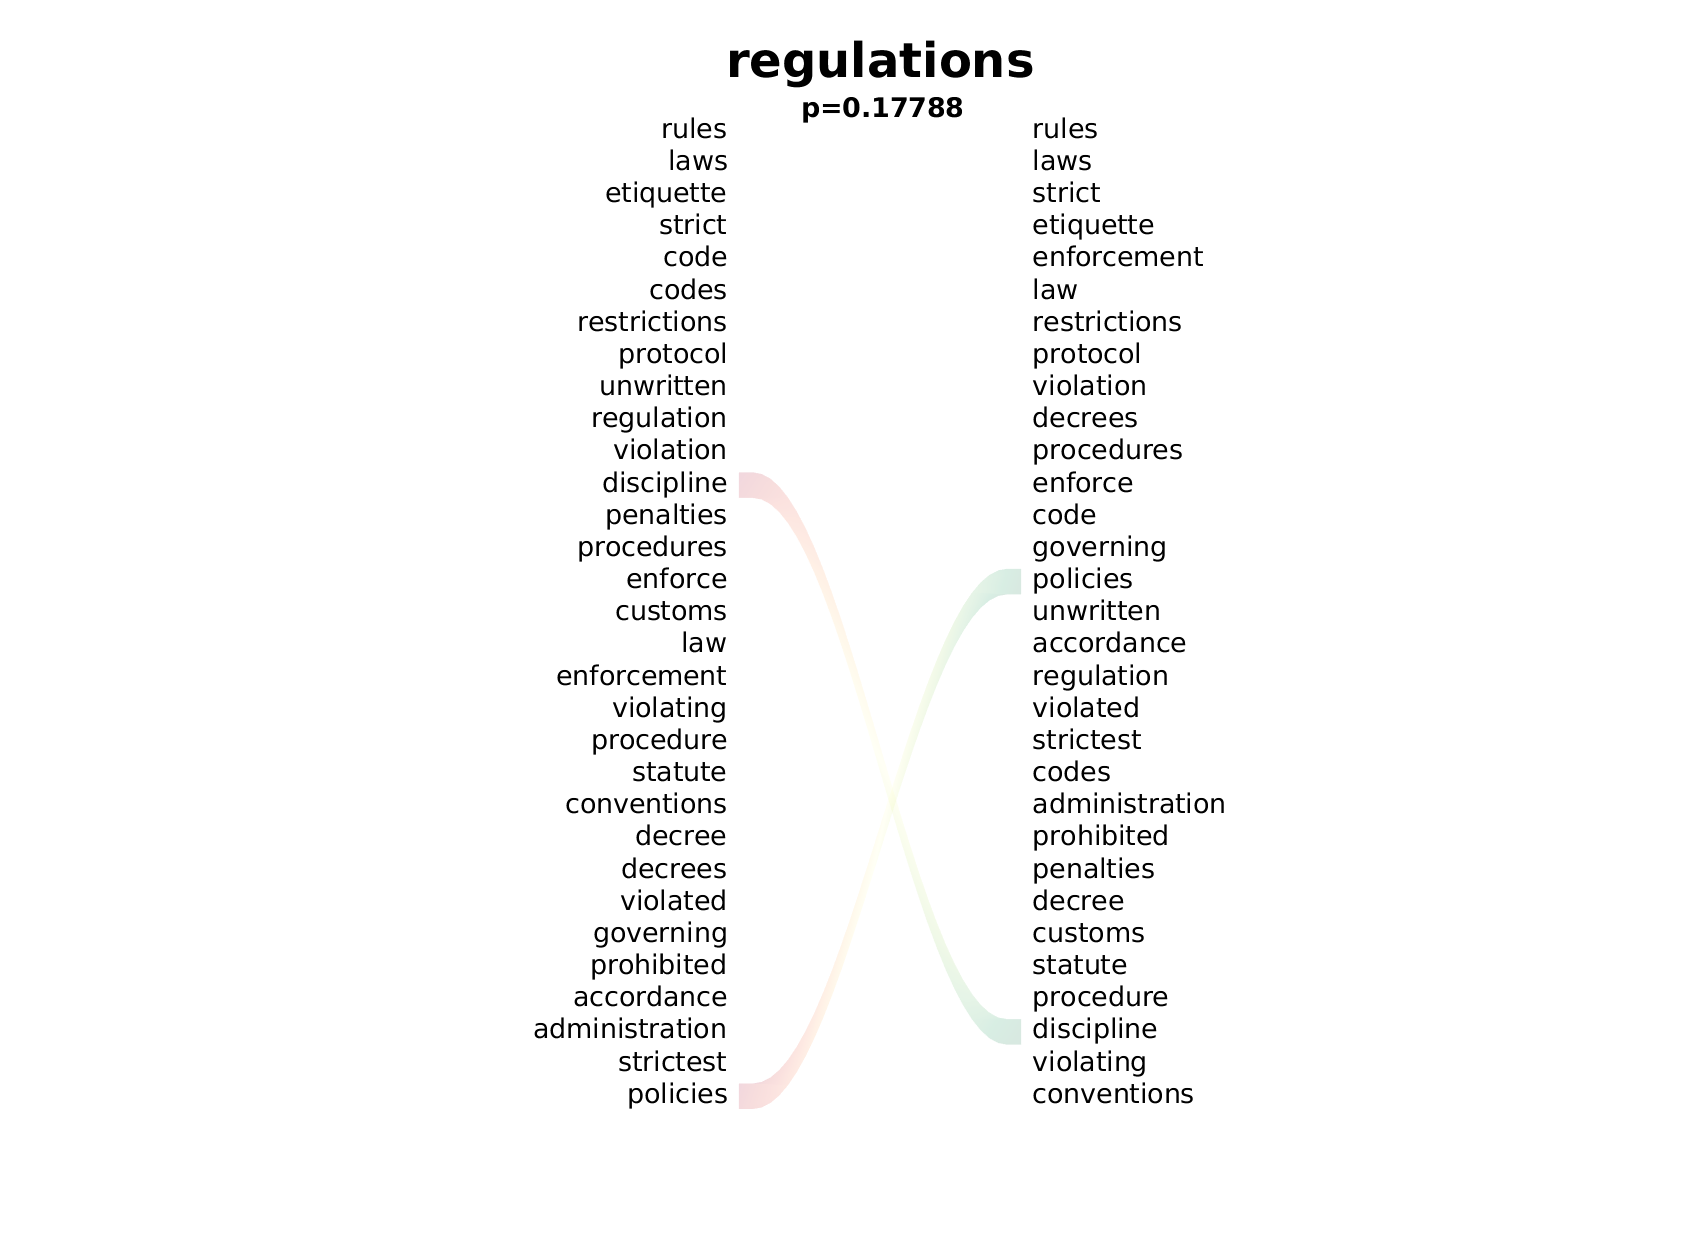 regulations
p=0.17788
rules rules
laws laws
etiquette strict
strict etiquette
code enforcement
codes law
restrictions restrictions
protocol protocol
unwritten violation
regulation decrees
violation procedures
discipline enforce
penalties code
procedures governing
enforce policies
customs unwritten
law accordance
enforcement regulation
violating violated
procedure strictest
statute codes
conventions administration
decree prohibited
decrees penalties
violated decree
governing customs
prohibited statute
accordance procedure
administration discipline
strictest violating
policies conventions